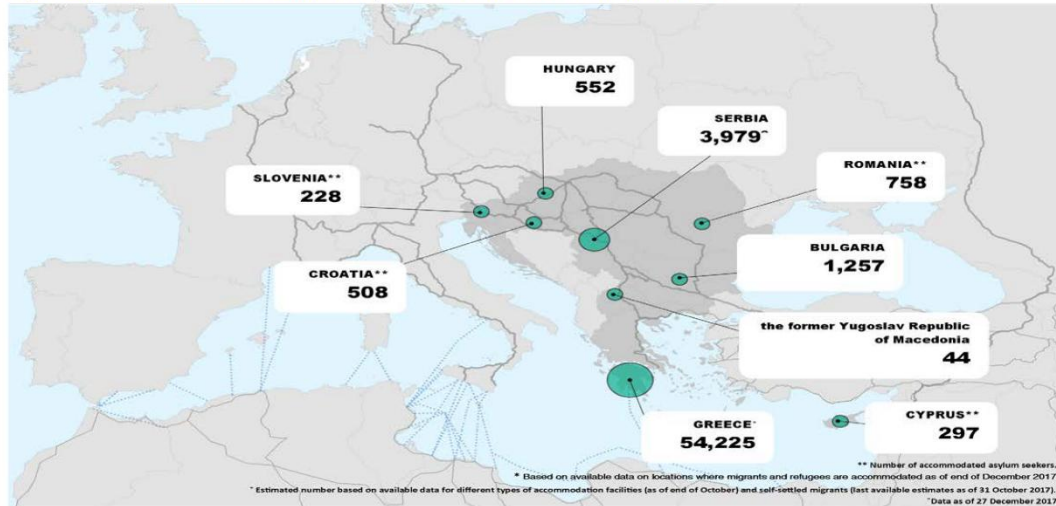 HUNGARY
552
SERBIA
3,979ˆ
SLOVENIA**
228
ROMANIA**
758
BULGARIA
1,257
CROATIA**
508
the former Yugoslav Republic
of Macedonia
44
GREECE*
54,225
CYPRUS**
297
** Number of accommodated asylum seekers.
* Based on available data on locations where migrants and refugees are accommodated as of end of December 2017
* Estimated number based on available data for different types of accommodation facilities (as of end of October) and self-settled migrants (last available estimates as of 31 October 2017).
ˆData as of 27 December 2017